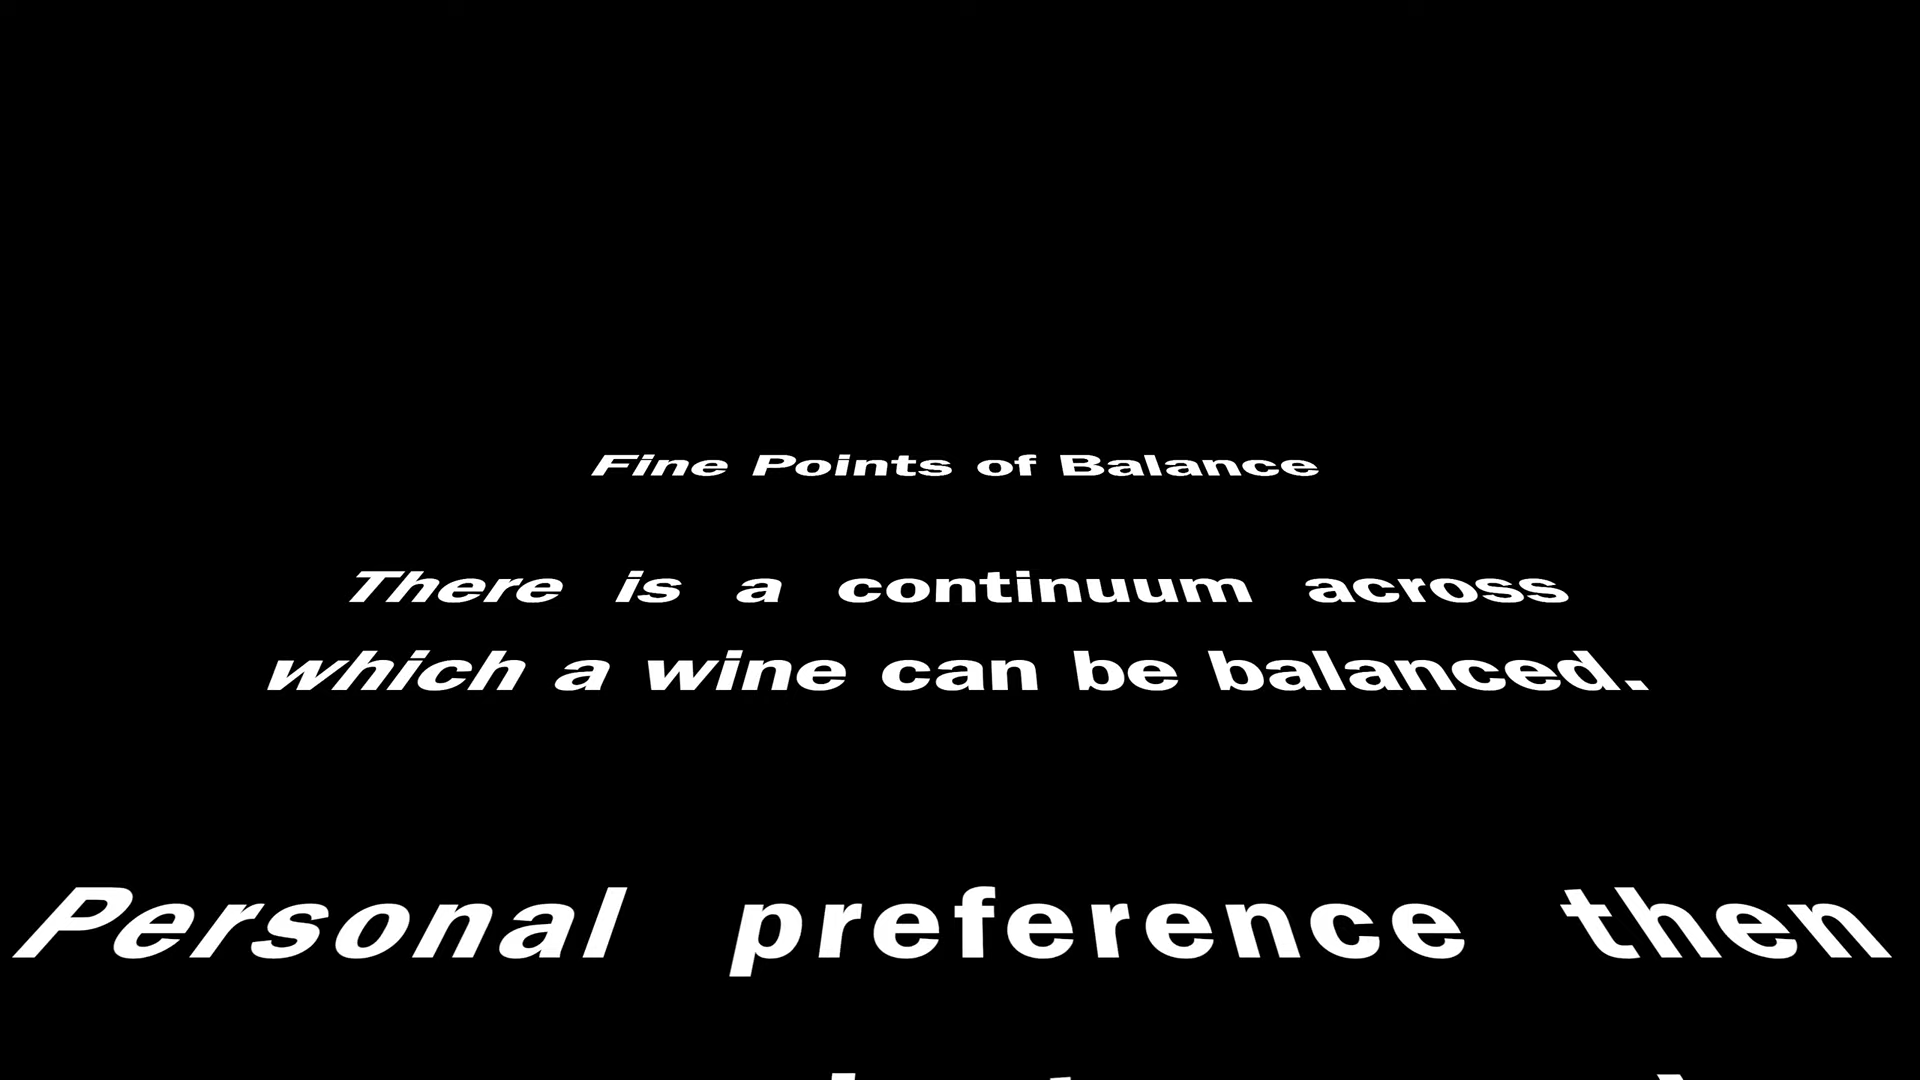 Fine Points of Balance
There is a continuum across
which a wine can be balanced.
Personal preference then